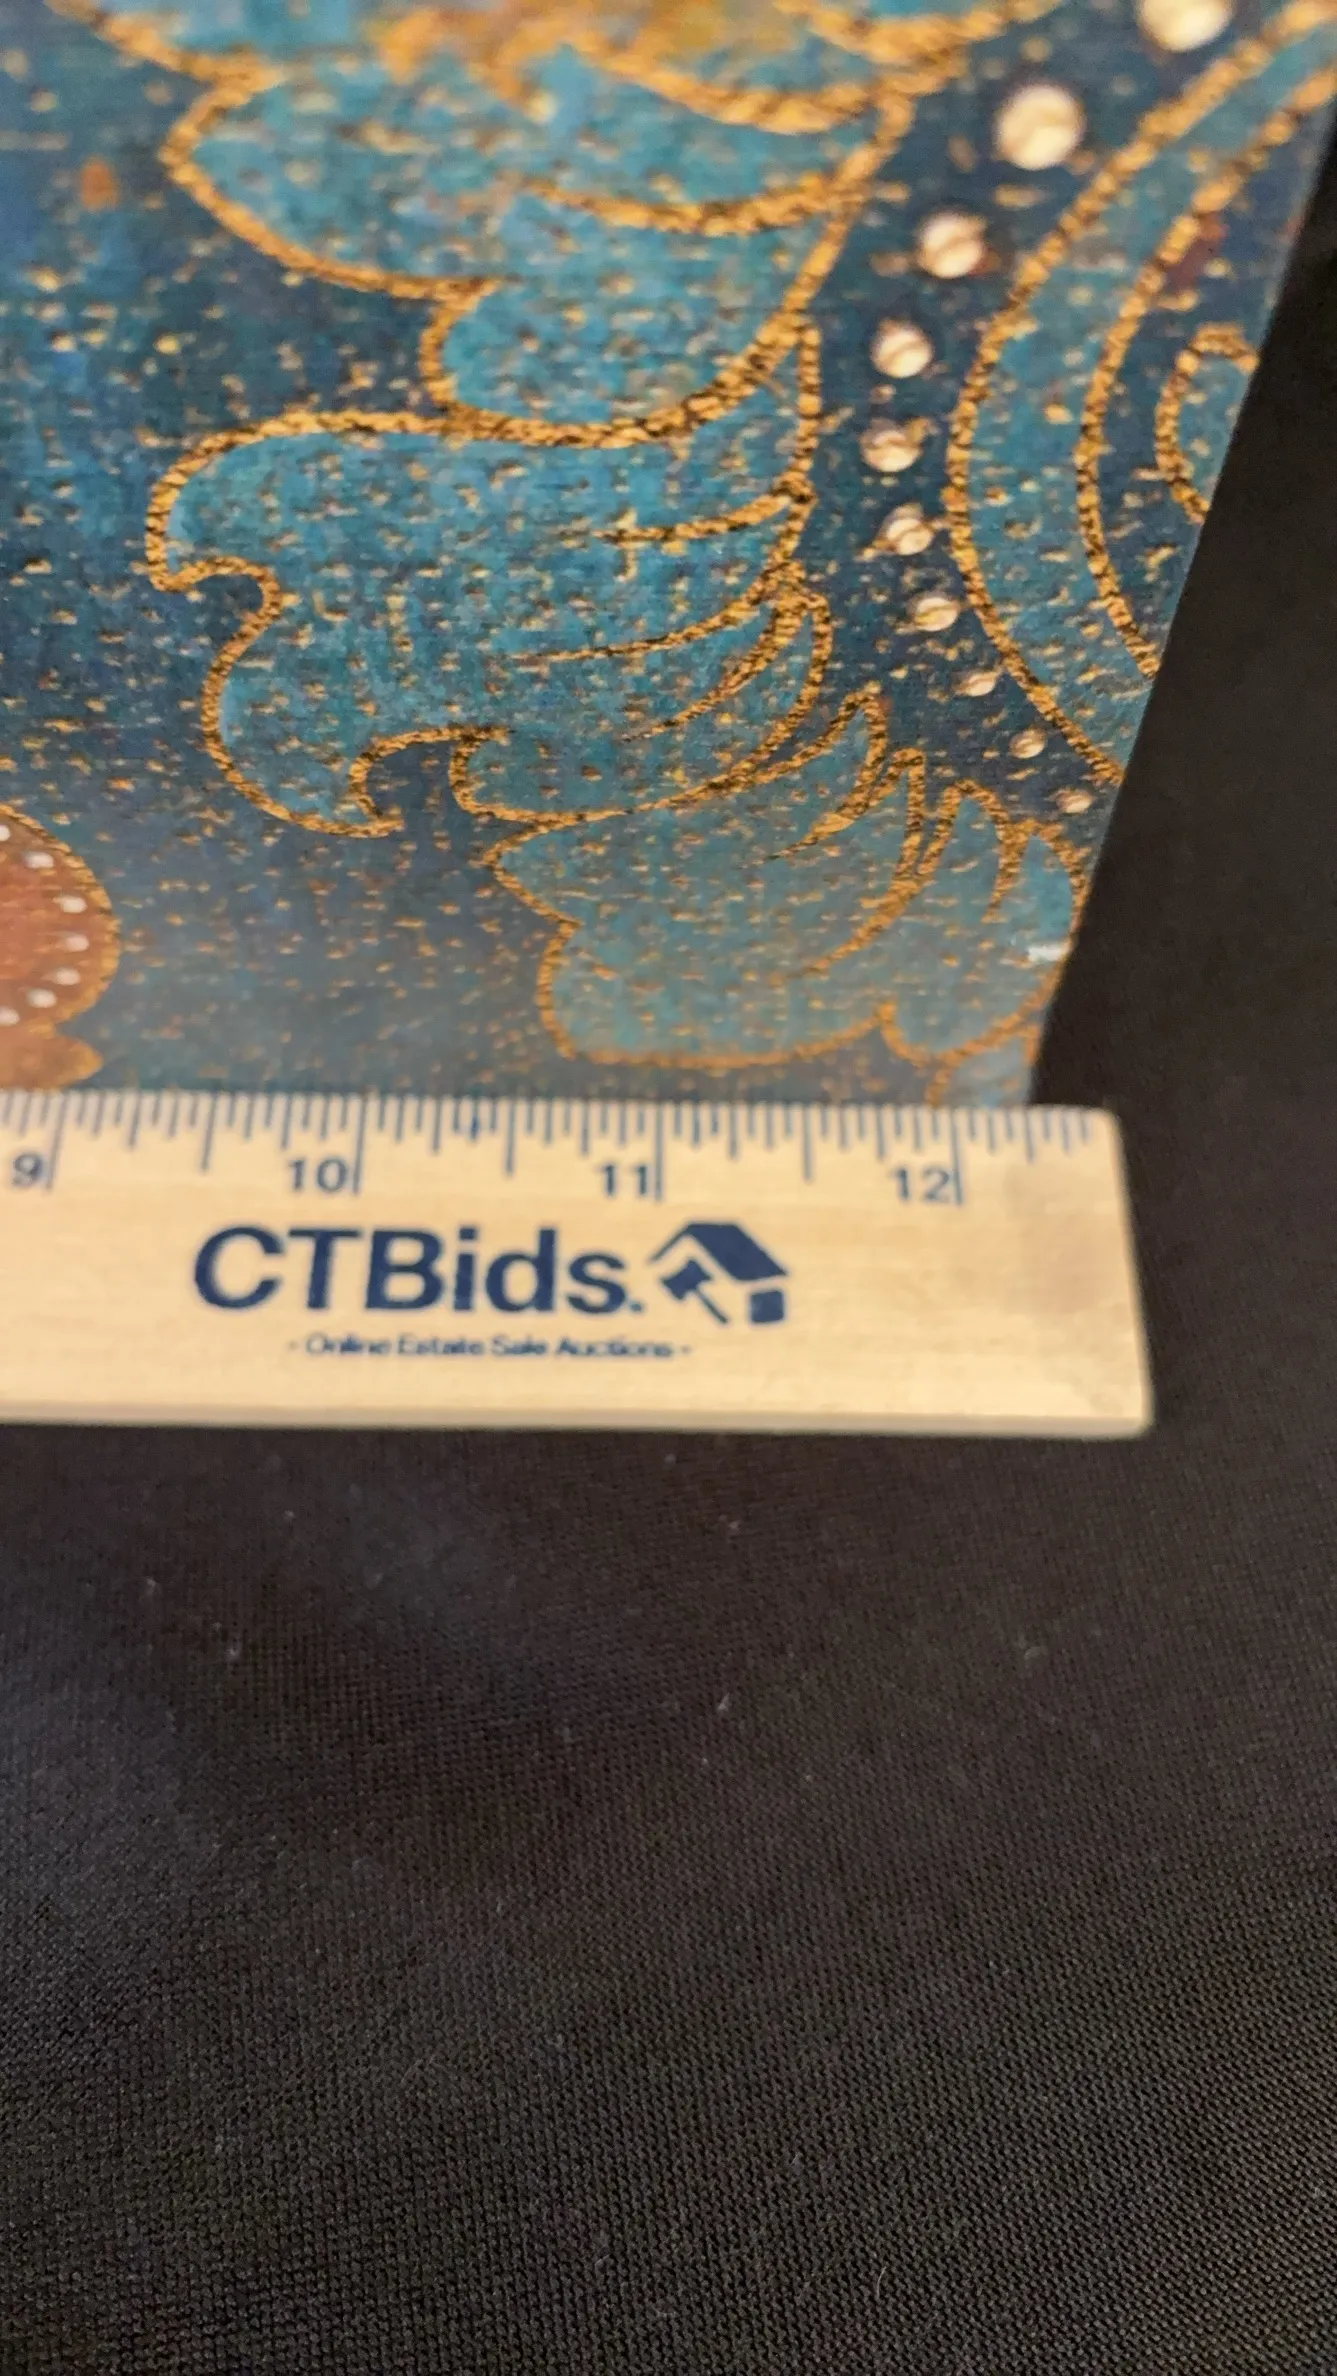 9 10 11 12
CTBids.
- Online Estate Sale Auctions -